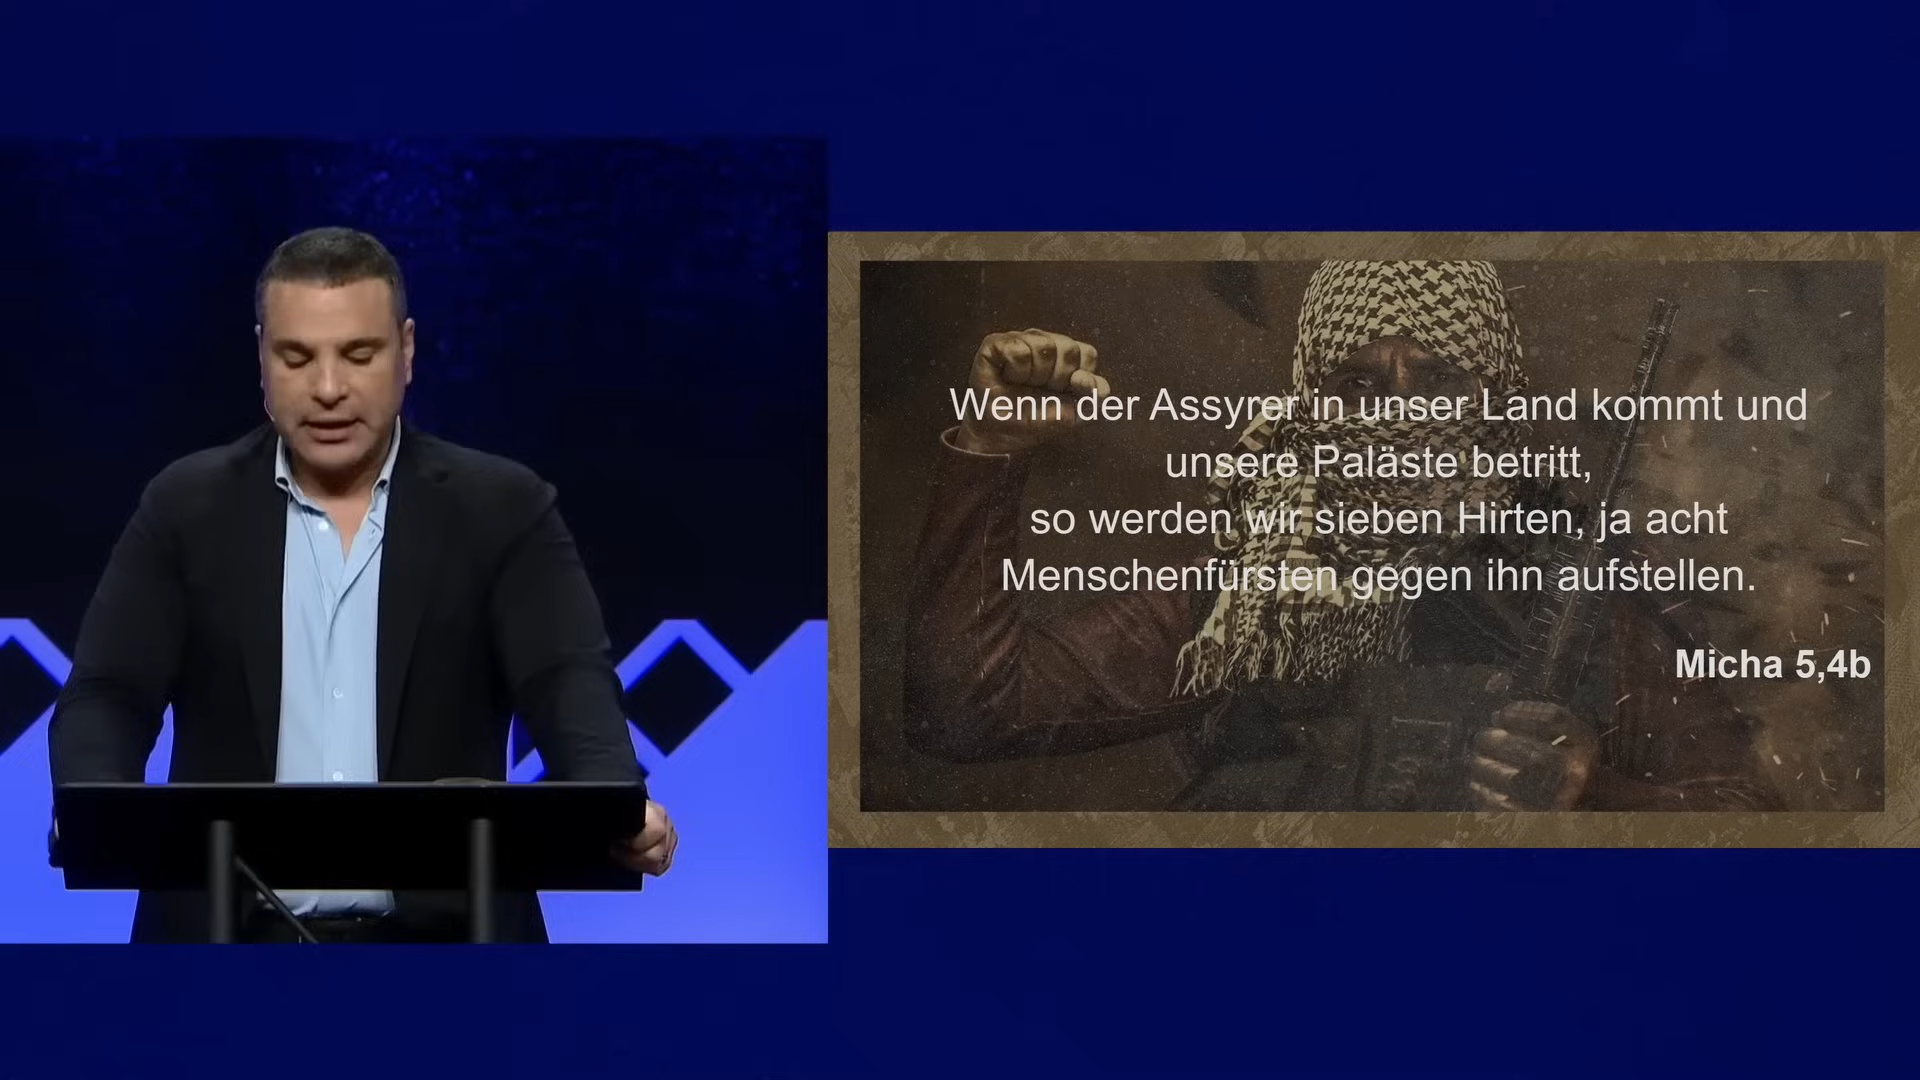 Wenn der Assyrer in unser Land kommt und
unsere Paläste betritt,
so werden wir sieben Hirten, ja acht
Menschenfürsten gegen ihn aufstellen.
Micha 5,4b